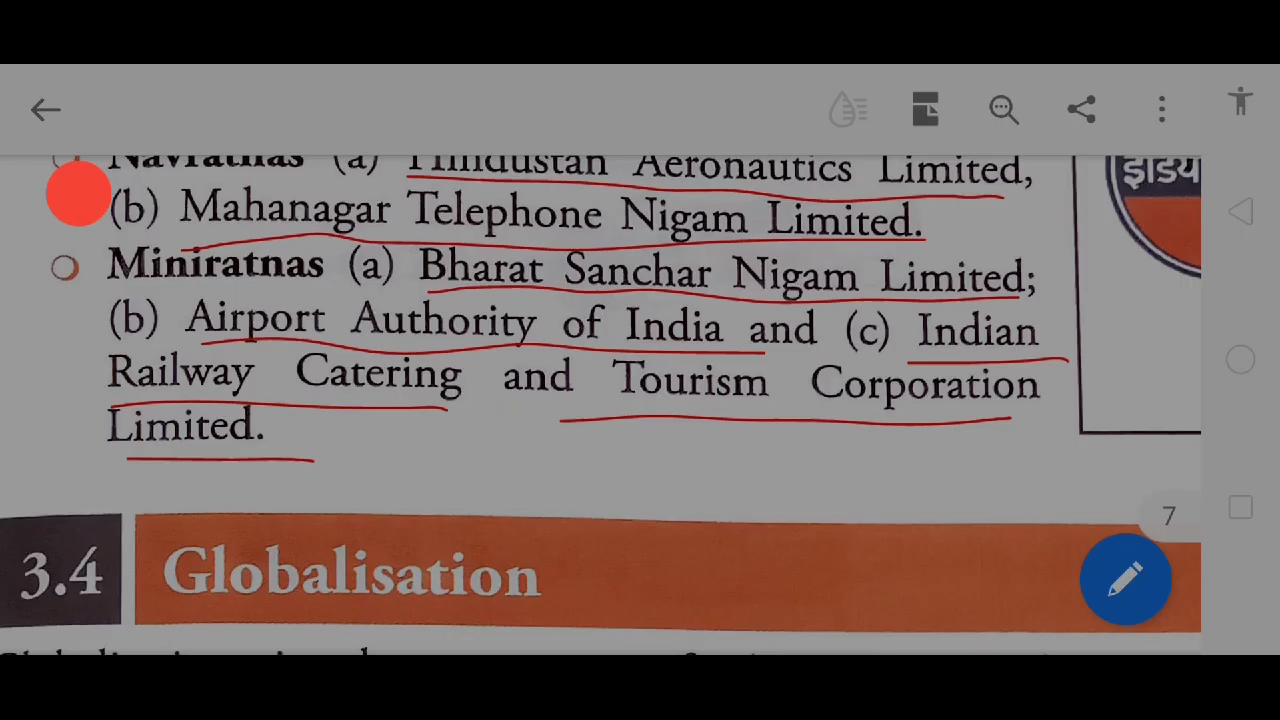 Navratnas (a) Hindustan Aeronautics Limited,
(b) Mahanagar Telephone Nigam Limited.
Miniratnas (a) Bharat Sanchar Nigam Limited;
(b) Airport Authority of India and (c) Indian
Railway Catering and Tourism Corporation
Limited.
इंडिय
7
3.4 Globalisation